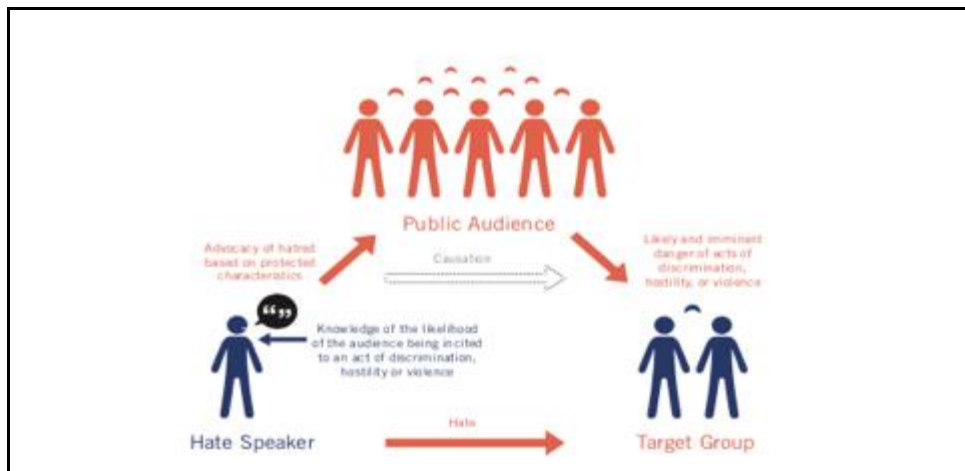 Public Audience
Advocacy of hatred
based on protected
characteristics
Causation
Likely and imminent
danger of acts of
discrimination,
hostility, or violence
“”
Knowledge of the likelihood
of the audience being incited
to an act of discrimination,
hostility or violence
Hate Speaker
Hate
Target Group